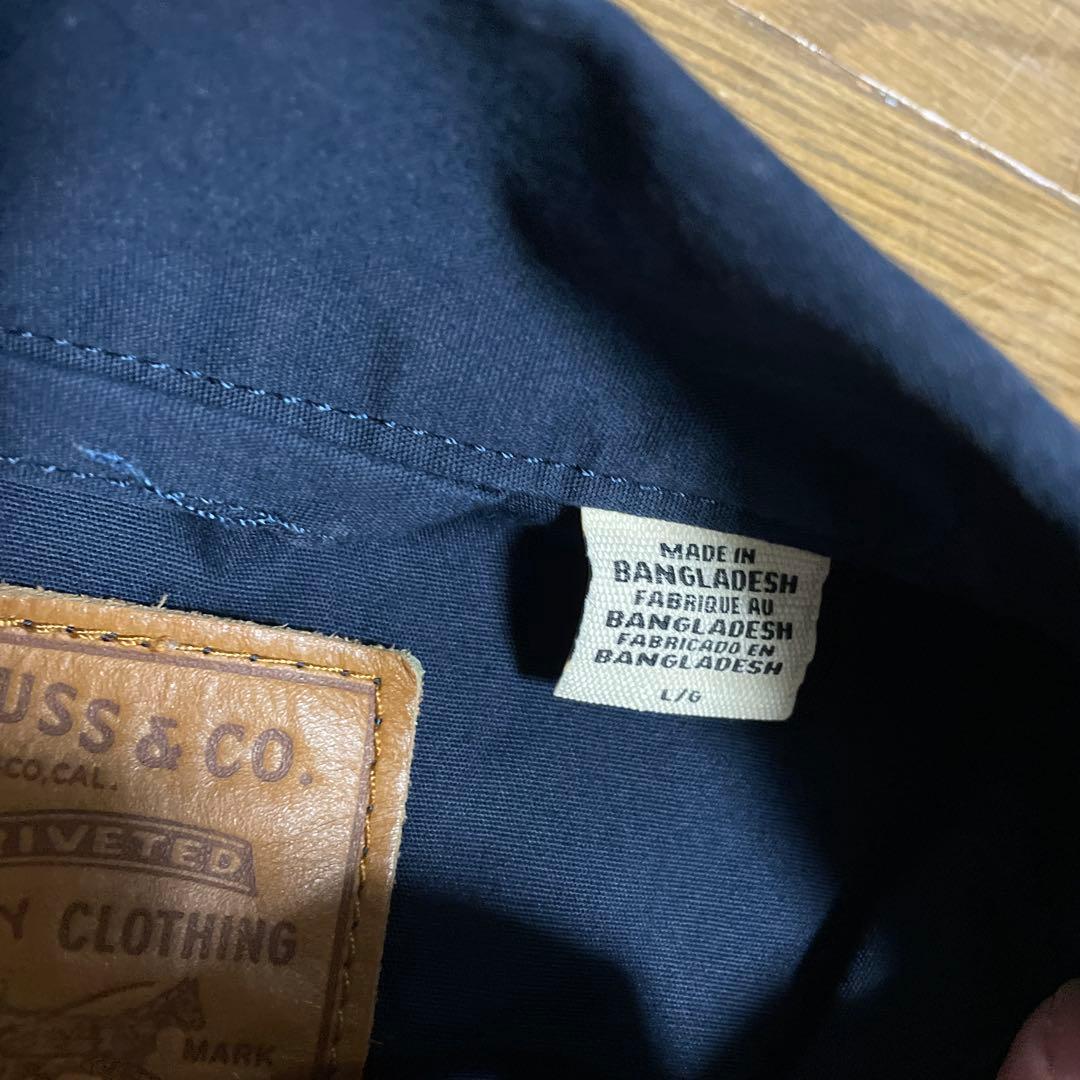 MADE IN
BANGLADESH
FABRIQUE AU
BANGLADESH
FABRICADO EN
BANGLADESH
L/G
USS & CO.
CO, CAL.
RIVETED
Y CLOTHING
MARK